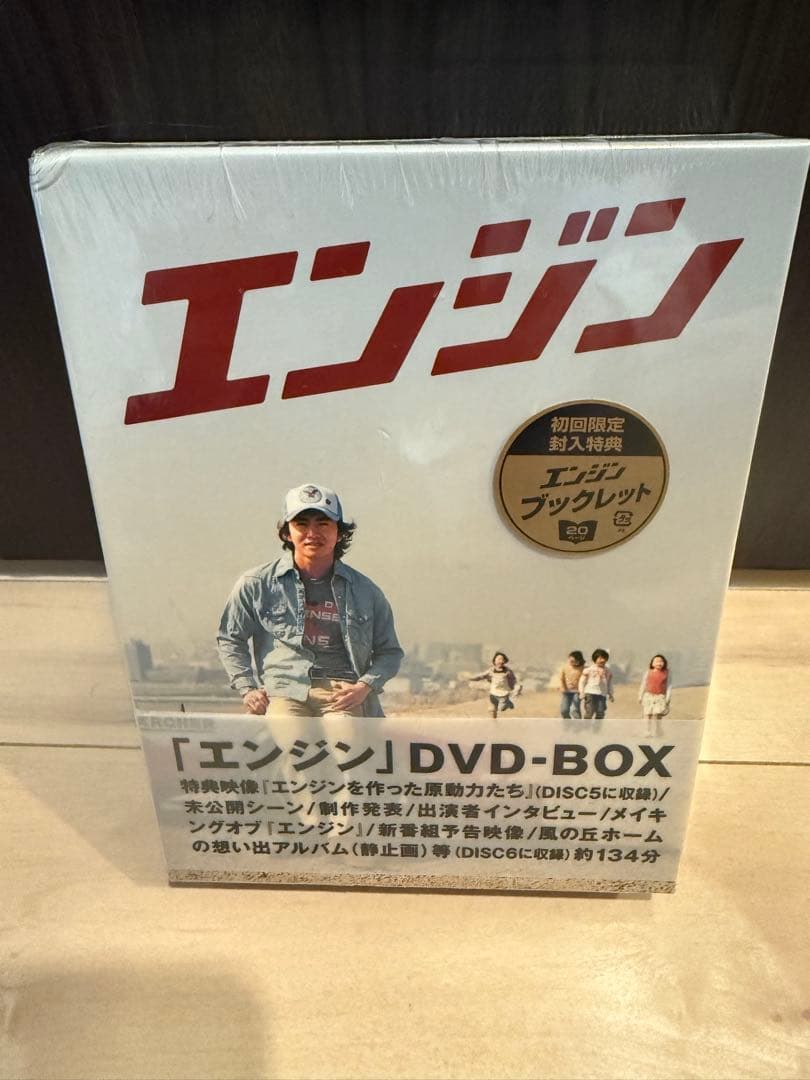 エンジン
初回限定
封入特典
エンジン
ブックレット
20
ページ
「エンジン」DVD-BOX
特典映像『エンジンを作った原動力たち』(DISC5に収録)/
未公開シーン/制作発表/出演者インタビュー/メイキ
ングオブ『エンジン』/新番組予告映像/風の丘ホーム
の想い出アルバム(静止画)等(DISC6に収録)約134分